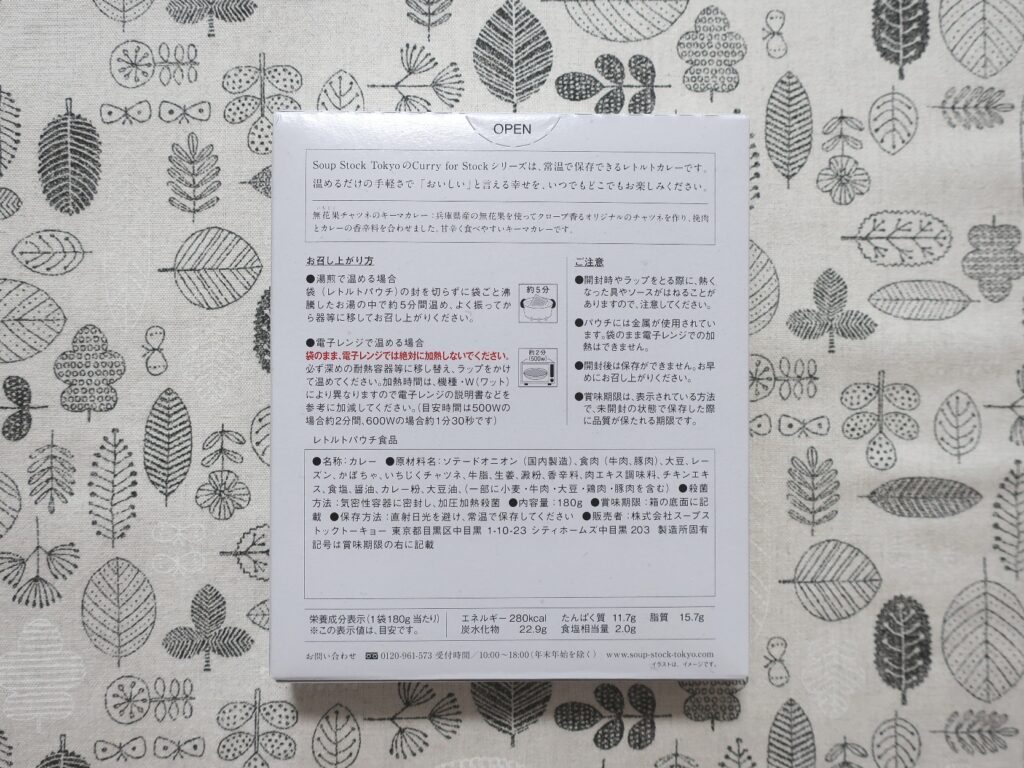 OPEN
Soup Stock TokyoのCurry for Stockシリーズは、常温で保存できるレトルトカレーです。
温めるだけの手軽さで「おいしい」と言える幸せを、いつでもどこでもお楽しみください。
無花果チャツネのキーマカレー：兵庫県産の無花果を使ってクローブ香るオリジナルのチャツネを作り、挽肉
とカレーの香辛料を合わせました。甘辛く食べやすいキーマカレーです。
お召し上がり方
●湯煎で温める場合
袋（レトルトパウチ）の封を切らずに袋ごと沸
騰したお湯の中で約5分間温め、よく振ってか
ら器等に移してお召し上がりください。
約5分
●電子レンジで温める場合
袋のまま、電子レンジでは絶対に加熱しないでください。
必ず深めの耐熱容器等に移し替え、ラップをかけ
て温めてください。加熱時間は、機種・W(ワット)
により異なりますので電子レンジの説明書などを
参考に加減してください。（目安時間は500Wの
場合約2分間、600Wの場合約1分30秒です）
約2分
(500w)
ご注意
●開封時やラップをとる際に、熱く
なった具やソースがはねることが
ありますので、注意してください。
●パウチには金属が使用されていま
す。袋のまま電子レンジでの加
熱はできません。
●開封後は保存ができません。お早
めにお召し上がりください。
●賞味期限は、表示されている方法
で、未開封の状態で保存した際
に品質が保たれる期限です。
レトルトパウチ食品
●名称：カレー ●原材料名：ソテードオニオン（国内製造）、食肉（牛肉、豚肉）、大豆、レー
ズン、かぼちゃ、いちじくチャツネ、牛脂、生姜、澱粉、香辛料、肉エキス調味料、チキンエキ
ス、食塩、醤油、カレー粉、大豆油、（一部に小麦・牛肉・大豆・鶏肉・豚肉を含む） ●殺菌
方法：気密性容器に密封し、加圧加熱殺菌 ●内容量：180g ●賞味期限：箱の底面に記
載 ●保存方法：直射日光を避け、常温で保存してください ●販売者：株式会社スープス
トックトーキョー 東京都目黒区中目黒 1-10-23 シティホームズ中目黒 203 製造所固有
記号は賞味期限の右に記載
栄養成分表示（1袋180g当たり） エネルギー 280kcal たんぱく質 11.7g 脂質 15.7g
※この表示値は、目安です。 炭水化物 22.9g 食塩相当量 2.0g
お問い合わせ 0120-961-573 受付時間／10:00〜18:00（年末年始を除く） www.soup-stock-tokyo.com
イラストは、イメージです。